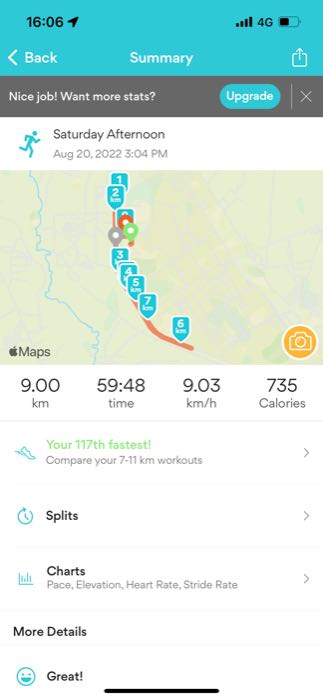 16:06
4G
Back
Summary
Nice job! Want more stats?
Upgrade
Saturday Afternoon
Aug 20, 2022 3:04 PM
1
2
km
3
km
4
5
7
km
6
km
Maps
9.00
59:48
9.03
735
km
time
km/h
Calories
Your 117th fastest!
Compare your 7-11 km workouts
Splits
Charts
Pace, Elevation, Heart Rate, Stride Rate
More Details
Great!